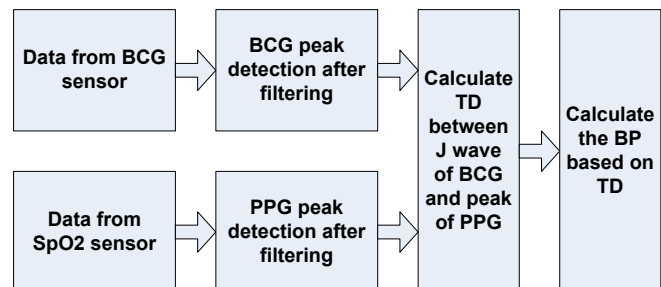 Data from BCG
sensor
BCG peak
detection after
filtering
Data from
SpO2 sensor
PPG peak
detection after
filtering
Calculate
TD
between
J wave
of BCG
and peak
of PPG
Calculate
the BP
based on
TD